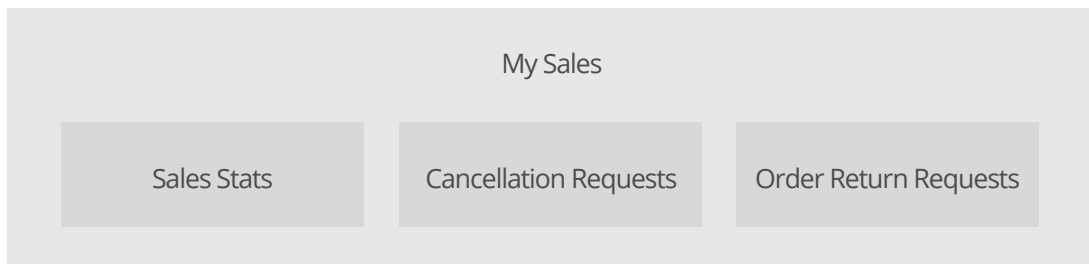 My Sales
Sales Stats
Cancellation Requests
Order Return Requests